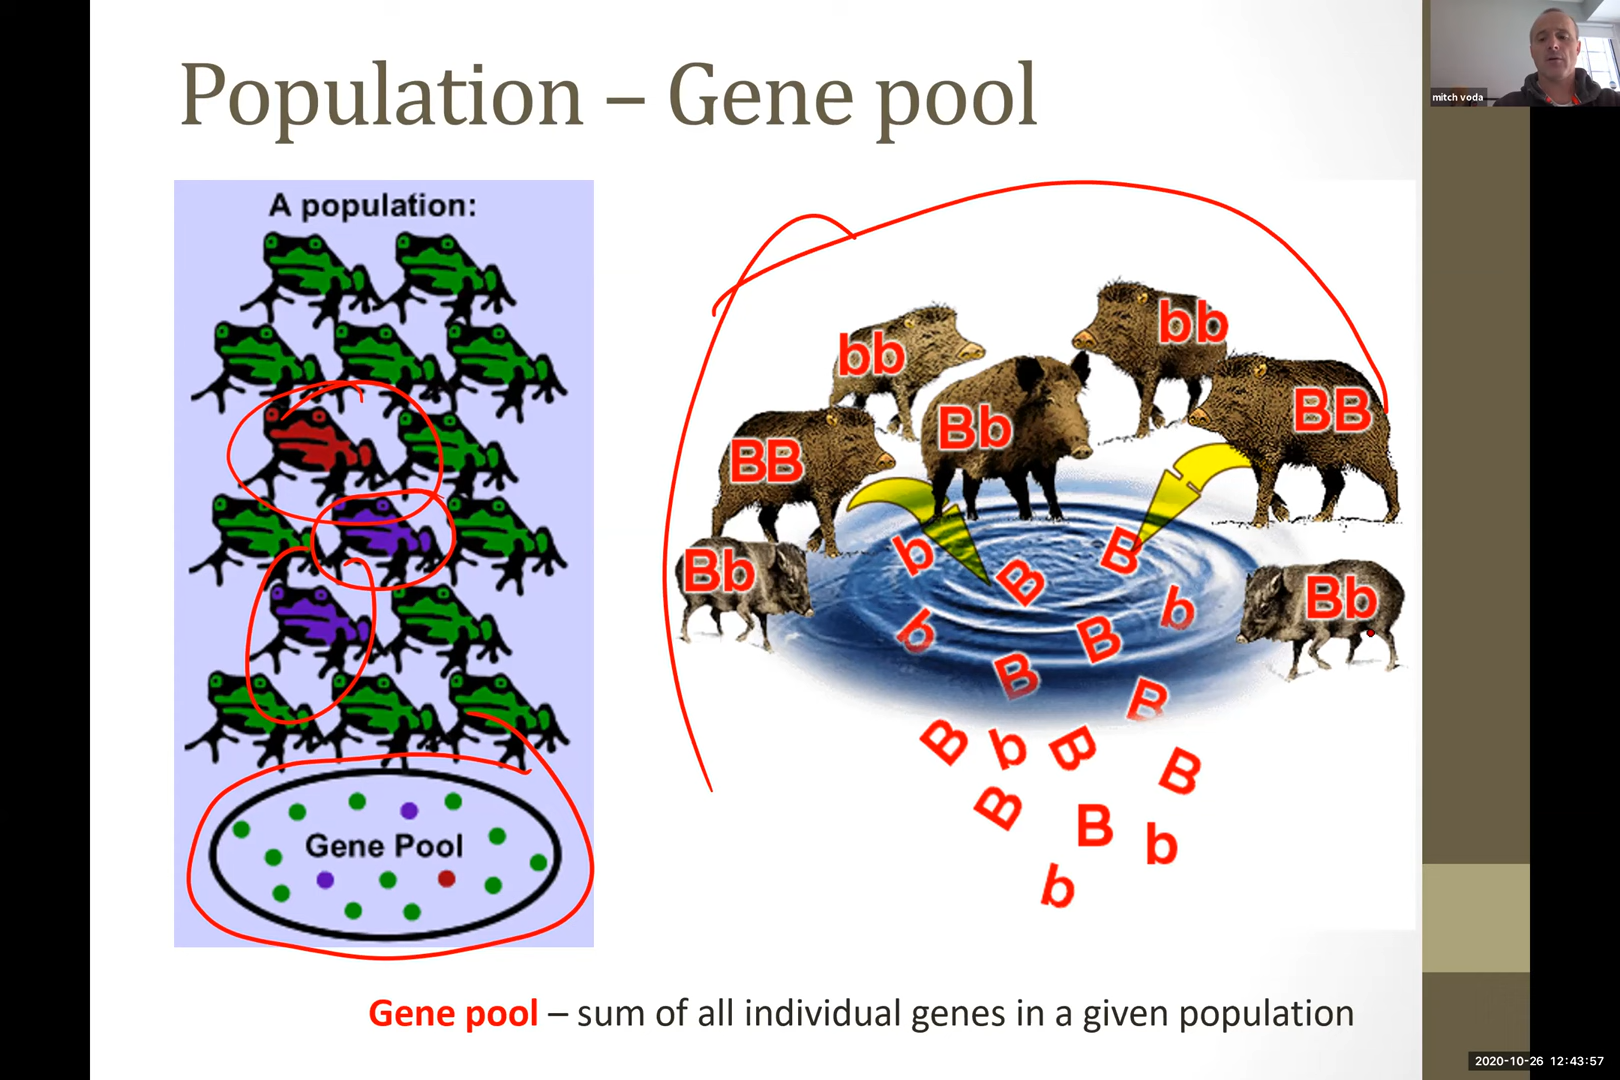 Population – Gene pool
mitch voda
A population:
bb
bb
BB
Bb
BB
Bb
Bb
b
B
B
b
b
B
B
B
B
b
B
B
B
B
b
b
Gene Pool
Gene pool – sum of all individual genes in a given population
2020-10-26 12:43:57